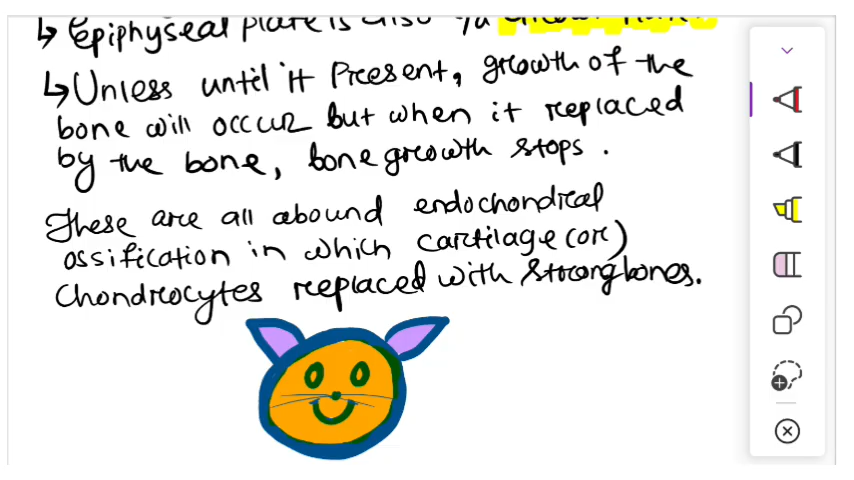 ↳ Epiphyseal plate is also
↳ Unless until it Present, growth of the
bone will occur but when it replaced
by the bone, bone growth stops.
These are all abound endochondrical
ossification in which cartilage (or)
Chondrocytes replaced with strong bones.